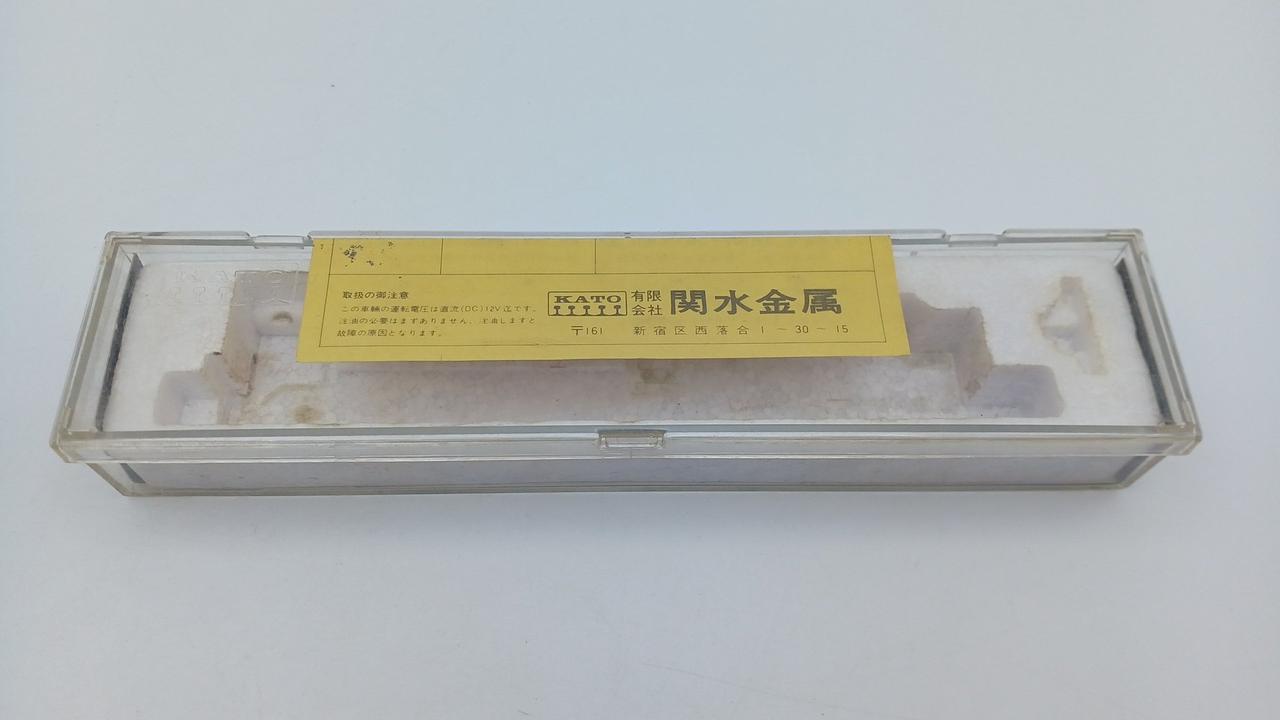 取扱の御注意
この車輛の運転電圧は直流(DC)12V迄です。
注油の必要はまずありません、注油しますと
故障の原因となります。
KATO
有限会社 関水金属
〒161 新宿区西落合1~30~15